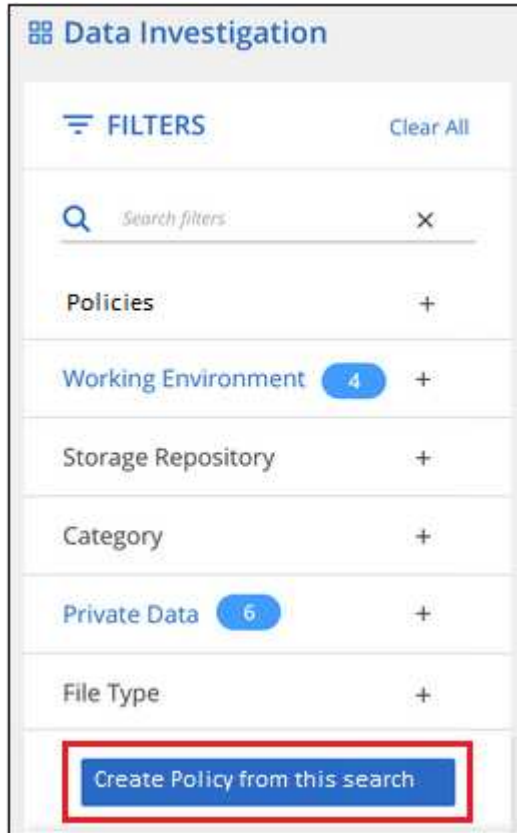 Data Investigation
FILTERS Clear All
Search filters ×
Policies +
Working Environment 4 +
Storage Repository +
Category +
Private Data 6 +
File Type +
Create Policy from this search